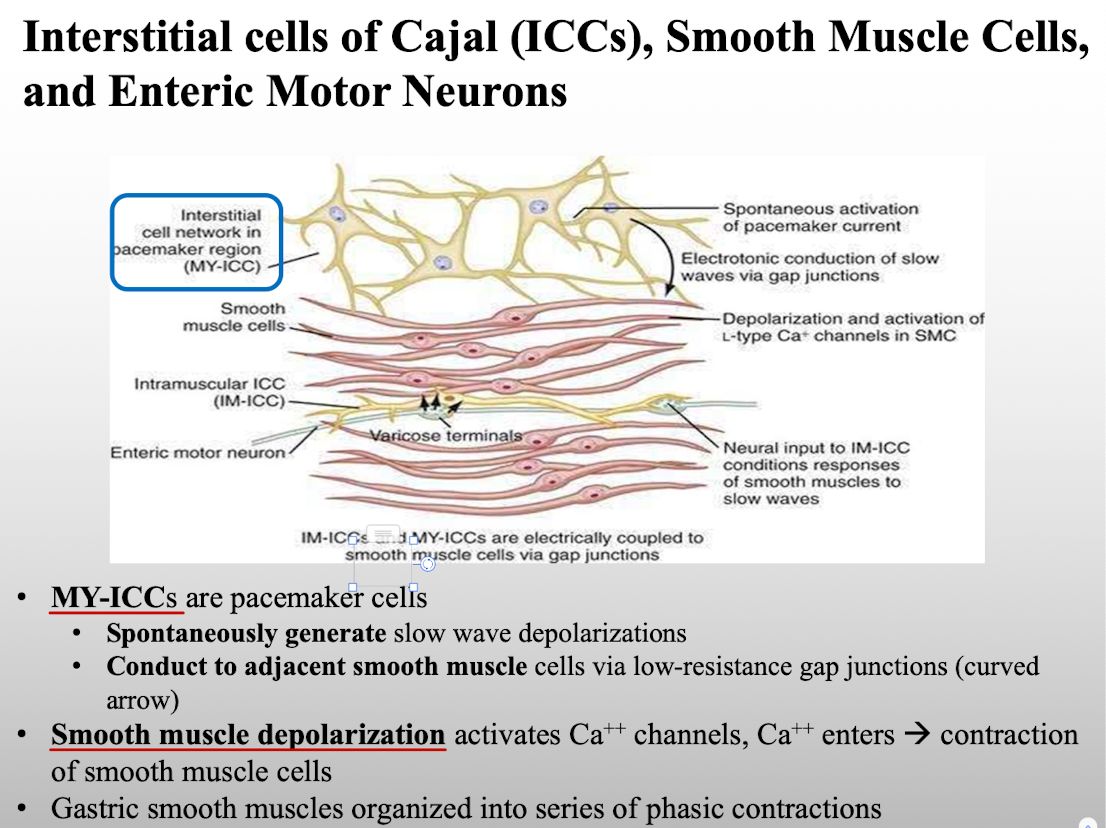 Interstitial cells of Cajal (ICCs), Smooth Muscle Cells,
and Enteric Motor Neurons
Interstitial
cell network in
pacemaker region
(MY-ICC)
Spontaneous activation
of pacemaker current
Electrotonic conduction of slow
waves via gap junctions
Smooth
muscle cells
Depolarization and activation of
L-type Ca⁺ channels in SMC
Intramuscular ICC
(IM-ICC)
Varicose terminals
Enteric motor neuron
Neural input to IM-ICC
conditions responses
of smooth muscles to
slow waves
IM-ICCs and MY-ICCs are electrically coupled to
smooth muscle cells via gap junctions
• MY-ICCs are pacemaker cells
• Spontaneously generate slow wave depolarizations
• Conduct to adjacent smooth muscle cells via low-resistance gap junctions (curved
arrow)
• Smooth muscle depolarization activates Ca⁺⁺ channels, Ca⁺⁺ enters → contraction
of smooth muscle cells
• Gastric smooth muscles organized into series of phasic contractions